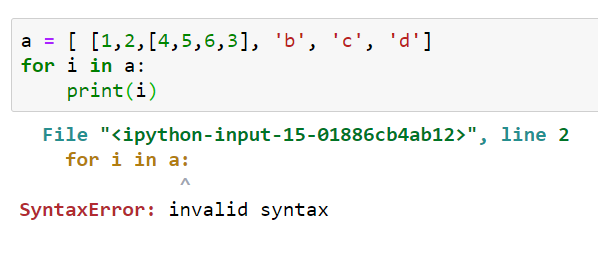 a = [ [1,2,[4,5,6,3], 'b', 'c', 'd']
for i in a:
    print(i)
  File "<ipython-input-15-01886cb4ab12>", line 2
    for i in a:
              ^
SyntaxError: invalid syntax